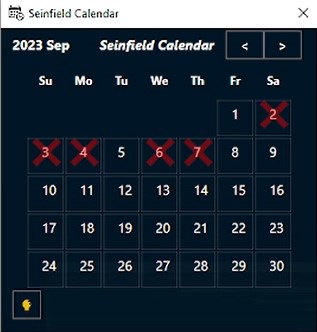 Seinfield Calendar
2023 Sep Seinfield Calendar < >
Su Mo Tu We Th Fr Sa
1 2
3 4 5 6 7 8 9
10 11 12 13 14 15 16
17 18 19 20 21 22 23
24 25 26 27 28 29 30